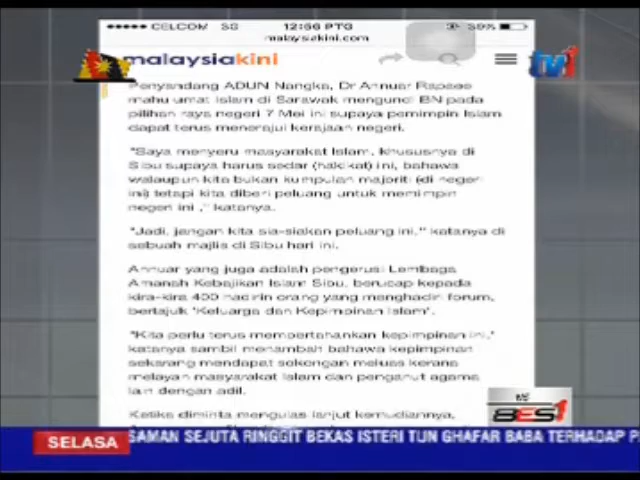 CELCOM SG 12:56 PTG 59%
malaysiakini.com
malaysiakini
tv1
Penyandang ADUN Nangka, Dr Annuar Rapaee
mahu umat Islam di Sarawak mengundi BN pada
pilihan raya negeri 7 Mei ini supaya pemimpin Islam
dapat terus menerajui kerajaan negeri.
"Saya menyeru masyarakat Islam, khususnya di
Sibu supaya harus sedar (hakikat) ini, bahawa
walaupun kita bukan kumpulan majoriti (di negeri
ini) tetapi kita diberi peluang untuk memimpin
negeri ini ," katanya.
"Jadi, jangan kita sia-siakan peluang ini," katanya di
sebuah majlis di Sibu hari ini.
Annuar yang juga adalah pengerusi Lembaga
Amanah Kebajikan Islam Sibu, berucap kepada
kira-kira 400 hadirin orang yang menghadiri forum,
bertajuk 'Keluarga dan Kepimpinan Islam'.
"Kita perlu terus mempertahankan kepimpinan ini,"
katanya sambil menambah bahawa kepimpinan
sekarang mendapat sokongan meluas kerana
melayan masyarakat Islam dan penganut agama
lain dengan adil.
Ketika diminta mengulas lanjut kemudiannya,
BES1
SELASA
SAMAN SEJUTA RINGGIT BEKAS ISTERI TUN GHAFAR BABA TERHADAP P